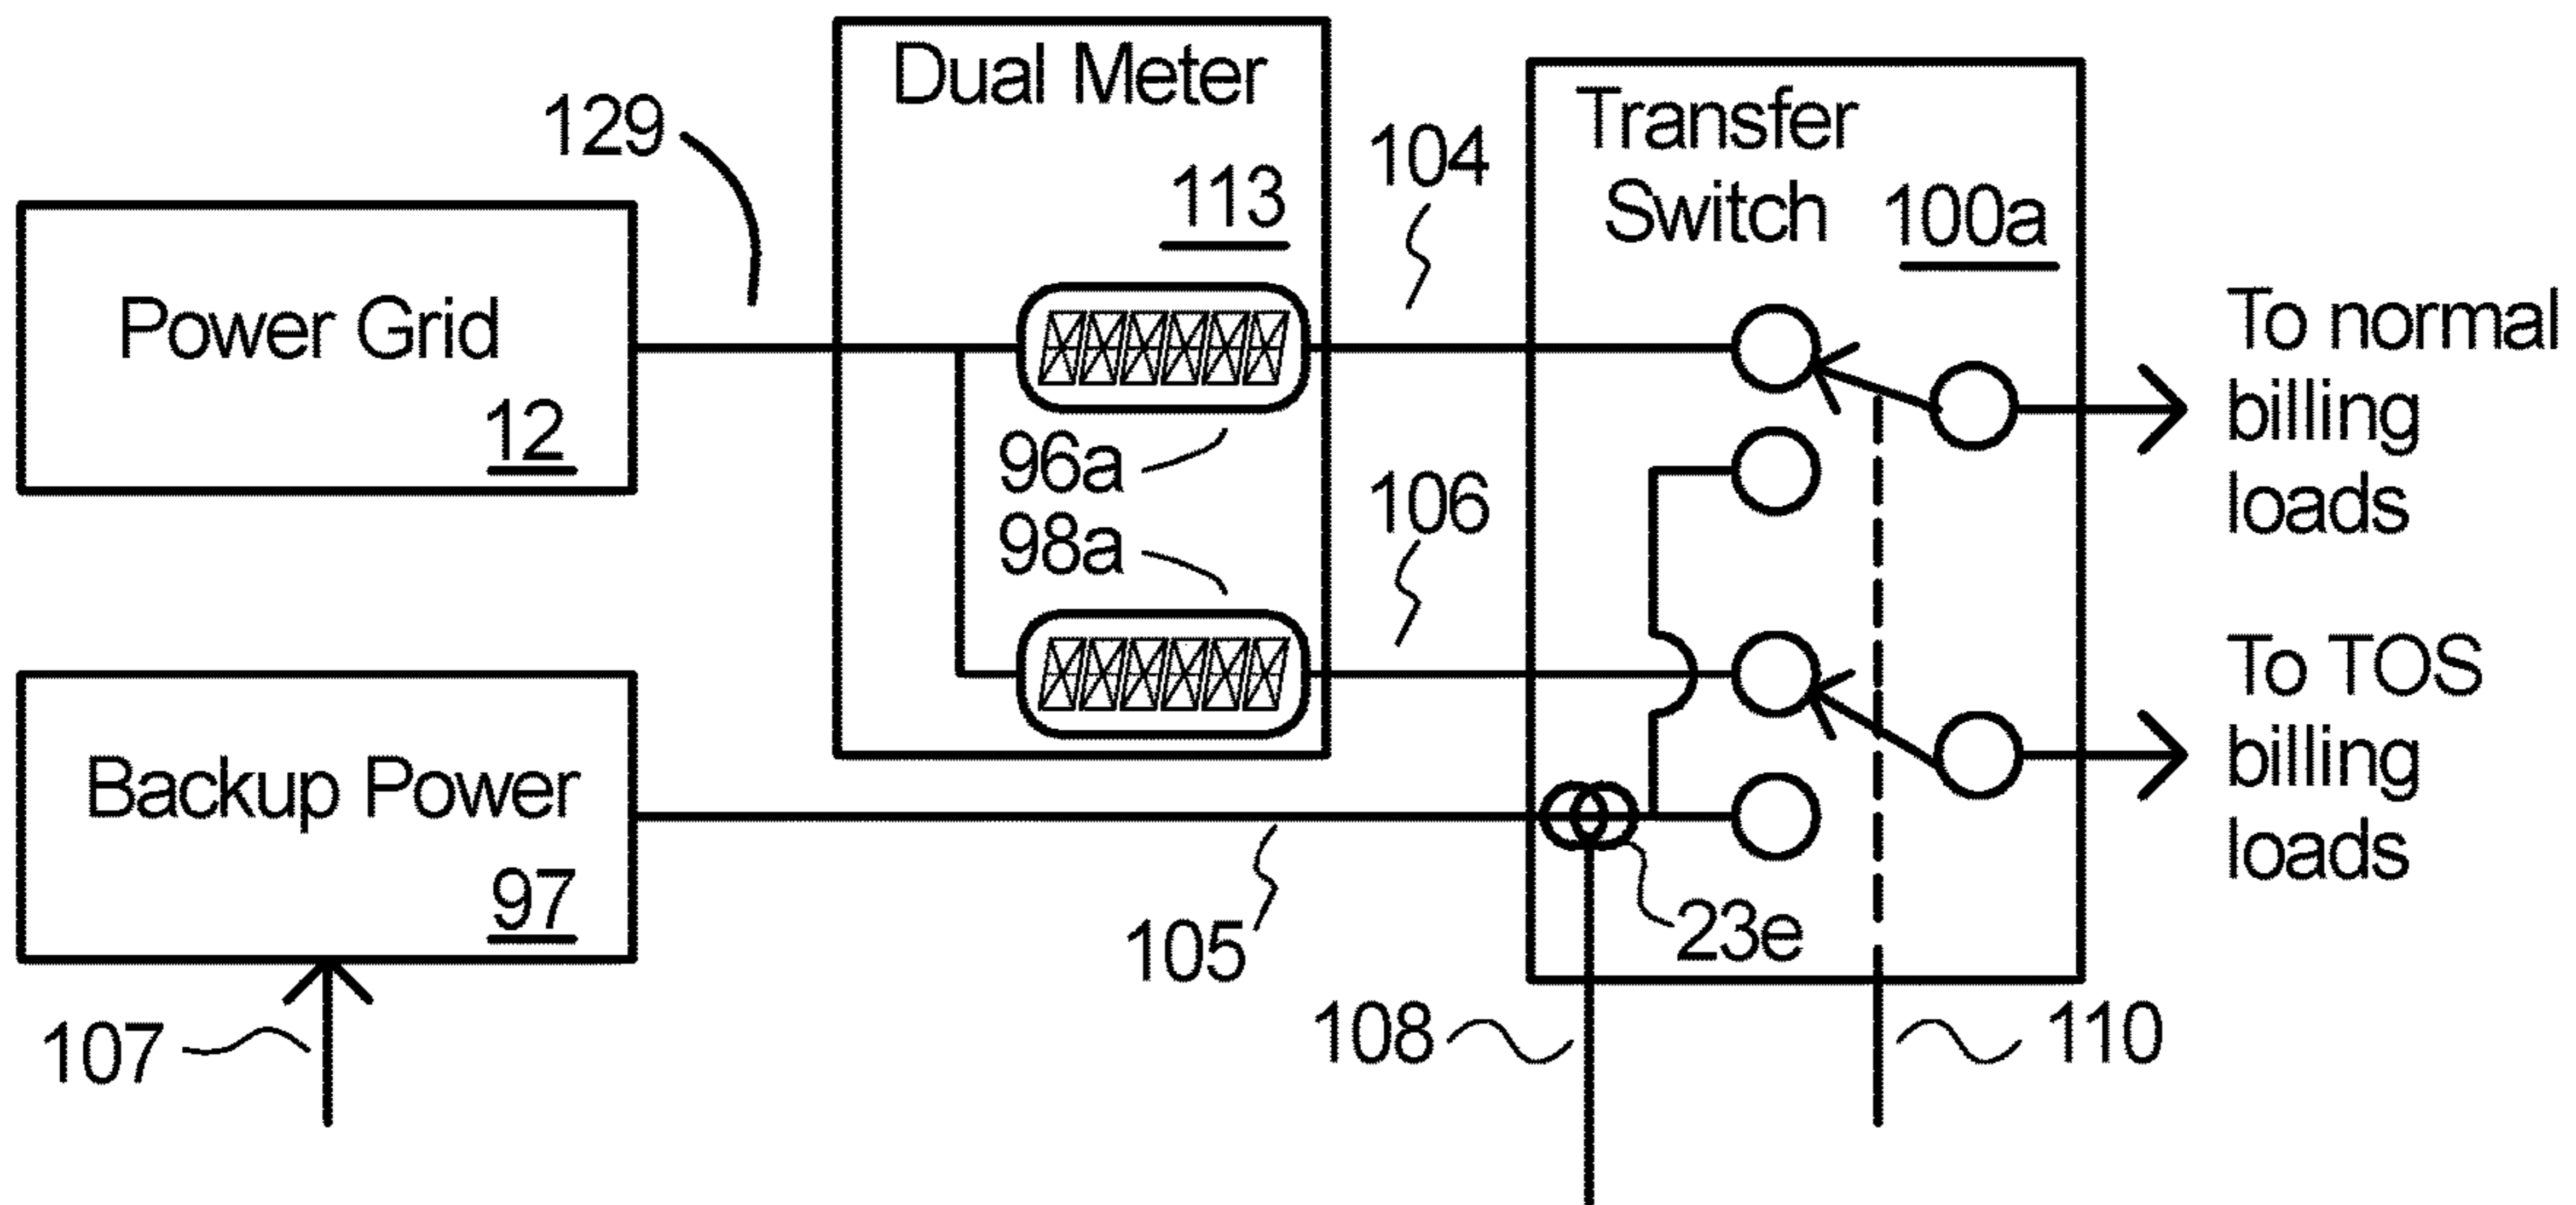 Dual Meter
113
129
Power Grid
12
96a
98a
104
106
Transfer
Switch
100a
To normal
billing
loads
To TOS
billing
loads
Backup Power
97
105
23e
107
108
110